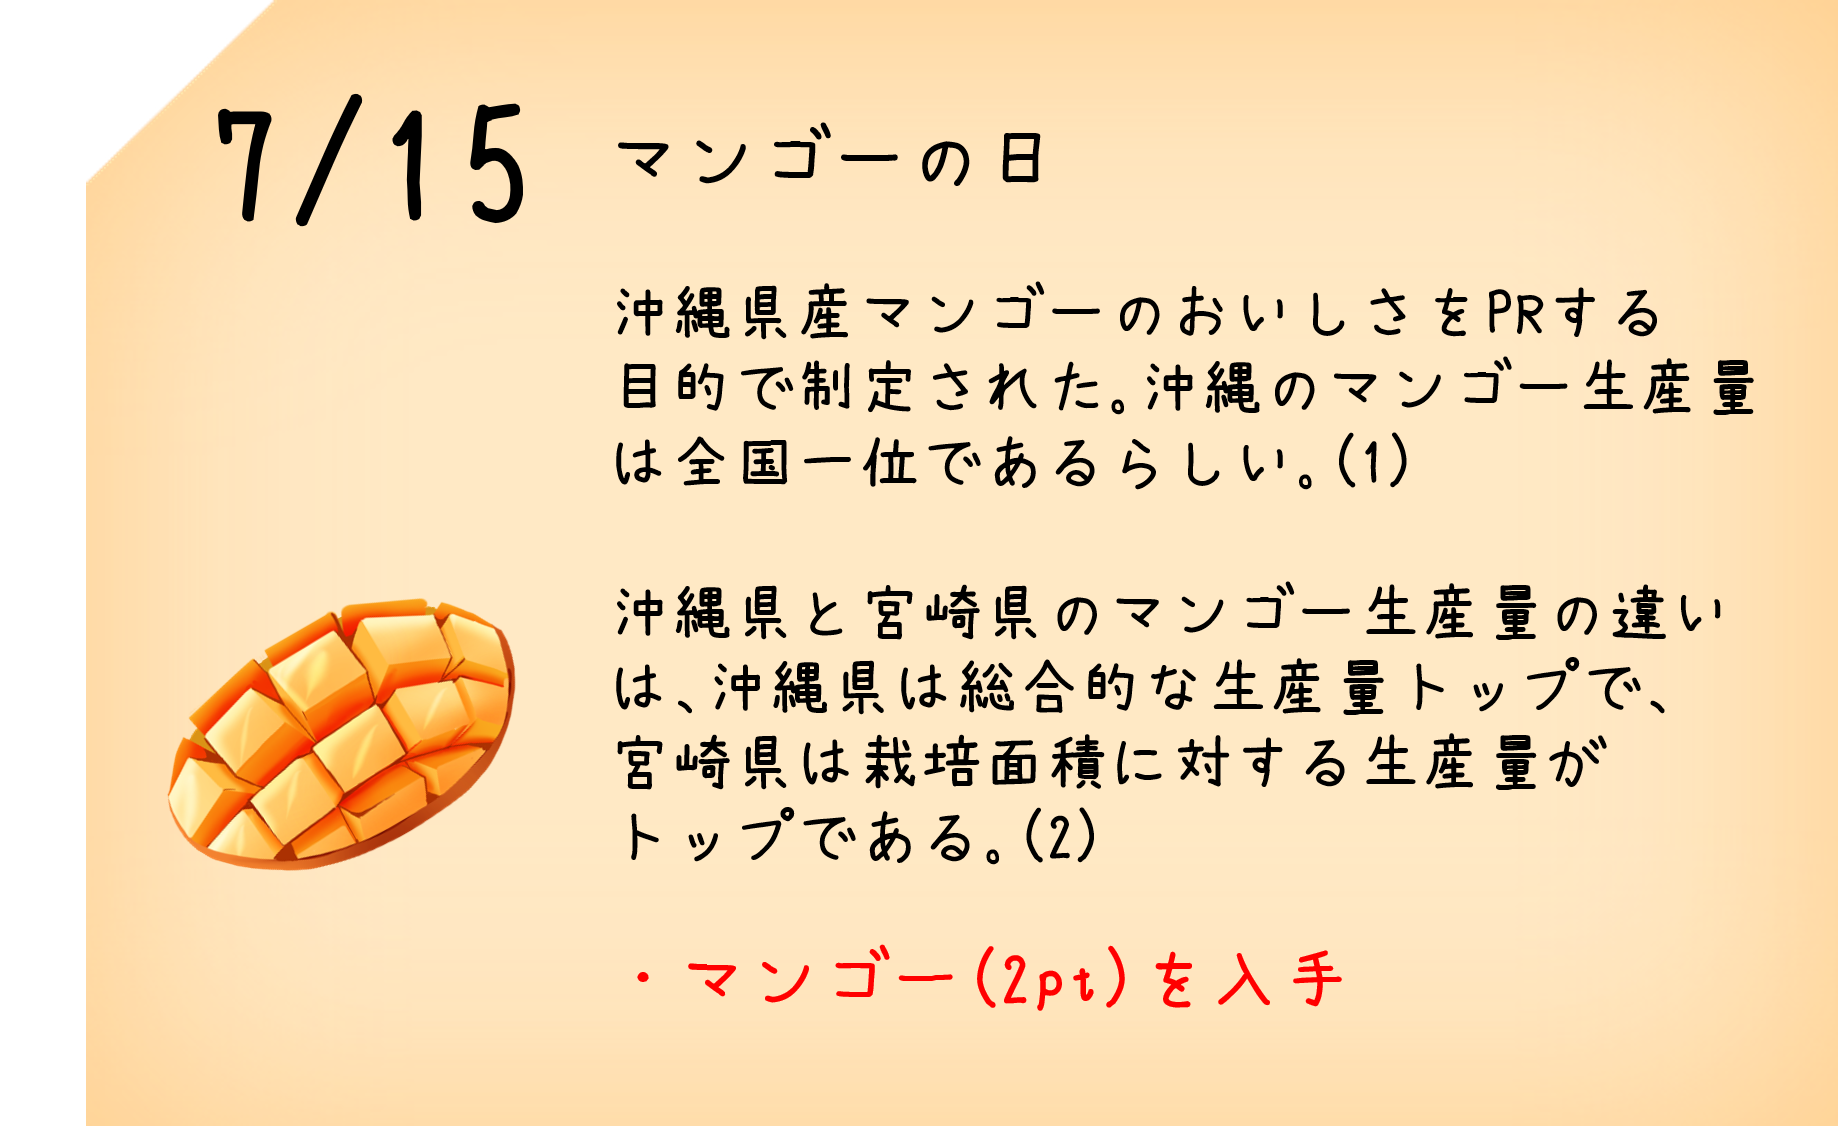 7/15 マンゴーの日
沖縄県産マンゴーのおいしさをPRする
目的で制定された。沖縄のマンゴー生産量
は全国一位であるらしい。(1)
沖縄県と宮崎県のマンゴー生産量の違い
は、沖縄県は総合的な生産量トップで、
宮崎県は栽培面積に対する生産量が
トップである。(2)
・マンゴー(2pt)を入手